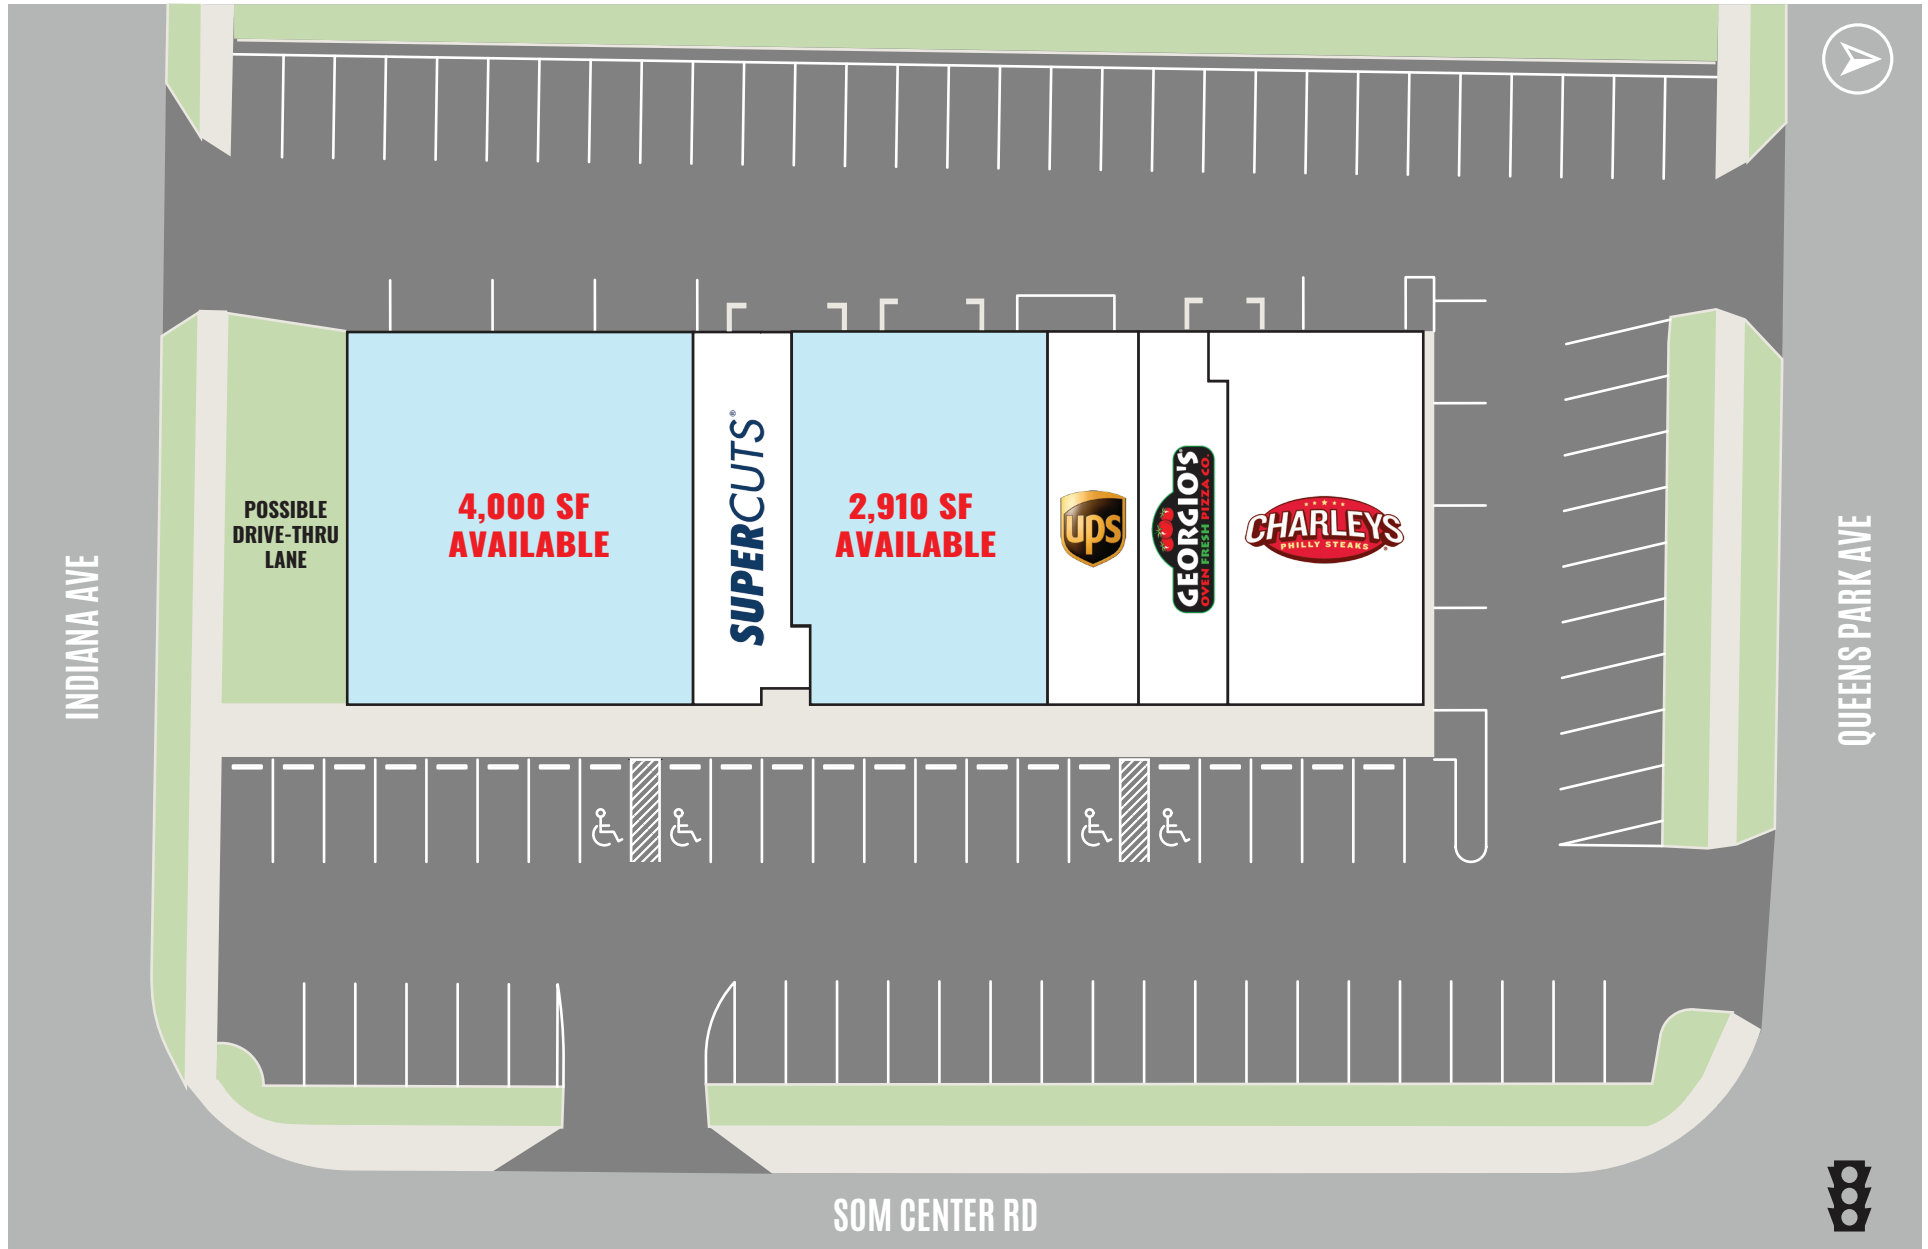 POSSIBLE
DRIVE-THRU
LANE
4,000 SF
AVAILABLE
SUPERCUTS®
2,910 SF
AVAILABLE
ups
GEORGIO'S
OVEN FRESH PIZZA CO.
CHARLEYS
PHILLY STEAKS
INDIANA AVE
QUEENS PARK AVE
SOM CENTER RD